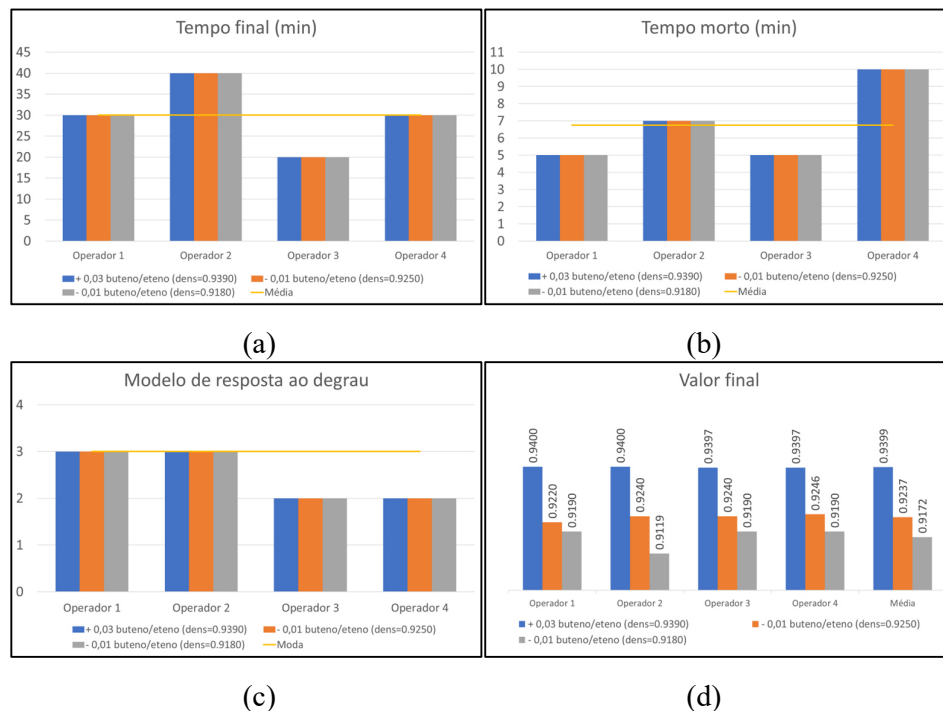 Tempo final (min)
45
40
35
30
25
20
15
10
5
0
Operador 1 Operador 2 Operador 3 Operador 4
+ 0,03 buteno/eteno (dens=0.9390) - 0,01 buteno/eteno (dens=0.9250)
- 0,01 buteno/eteno (dens=0.9180) Média
(a)
Tempo morto (min)
11
10
9
8
7
6
5
4
3
2
1
0
Operador 1 Operador 2 Operador 3 Operador 4
+ 0,03 buteno/eteno (dens=0.9390) - 0,01 buteno/eteno (dens=0.9250)
- 0,01 buteno/eteno (dens=0.9180) Média
(b)
Modelo de resposta ao degrau
4
3
2
1
0
Operador 1 Operador 2 Operador 3 Operador 4
+ 0,03 buteno/eteno (dens=0.9390) - 0,01 buteno/eteno (dens=0.9250)
- 0,01 buteno/eteno (dens=0.9180) Moda
(c)
Valor final
0.9400 0.9220 0.9190 0.9400 0.9240 0.9119 0.9397 0.9240 0.9190 0.9397 0.9246 0.9190 0.9399 0.9237 0.9172
Operador 1 Operador 2 Operador 3 Operador 4 Média
+ 0,03 buteno/eteno (dens=0.9390) - 0,01 buteno/eteno (dens=0.9250)
- 0,01 buteno/eteno (dens=0.9180)
(d)